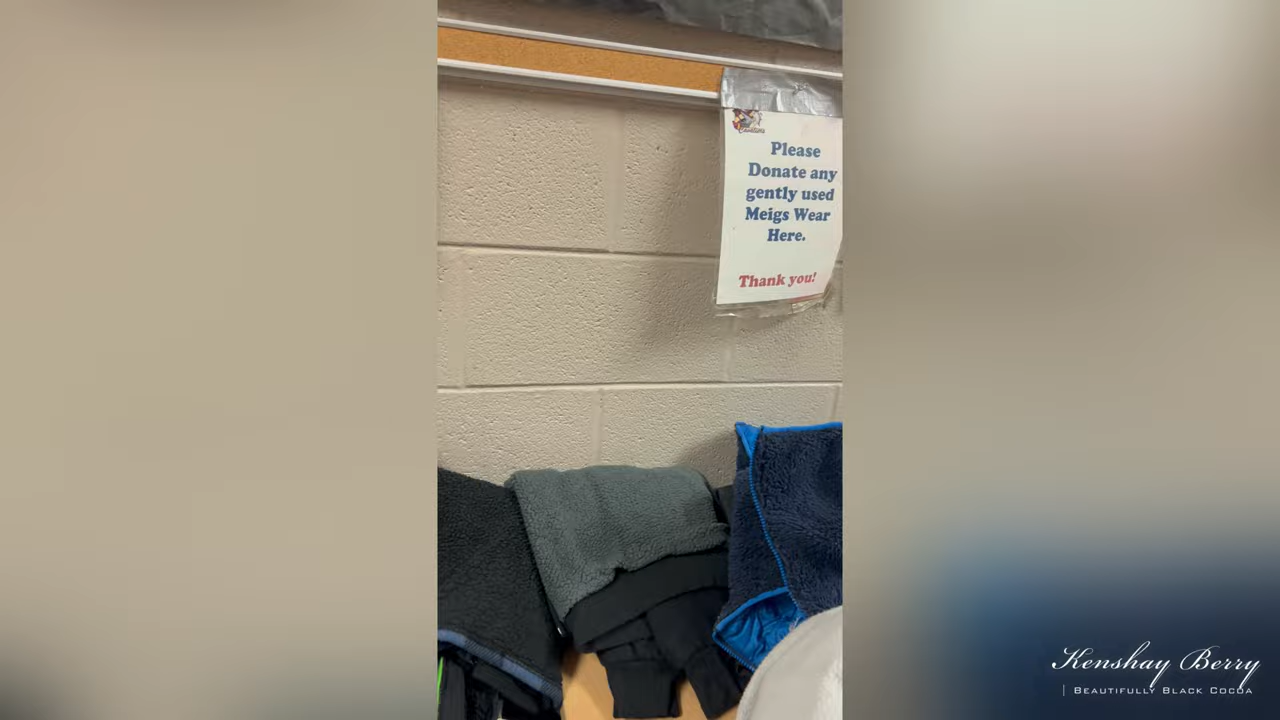 Please
Donate any
gently used
Meigs Wear
Here.
Thank you!
Kenshay Berry
| Beautifully Black Cocoa